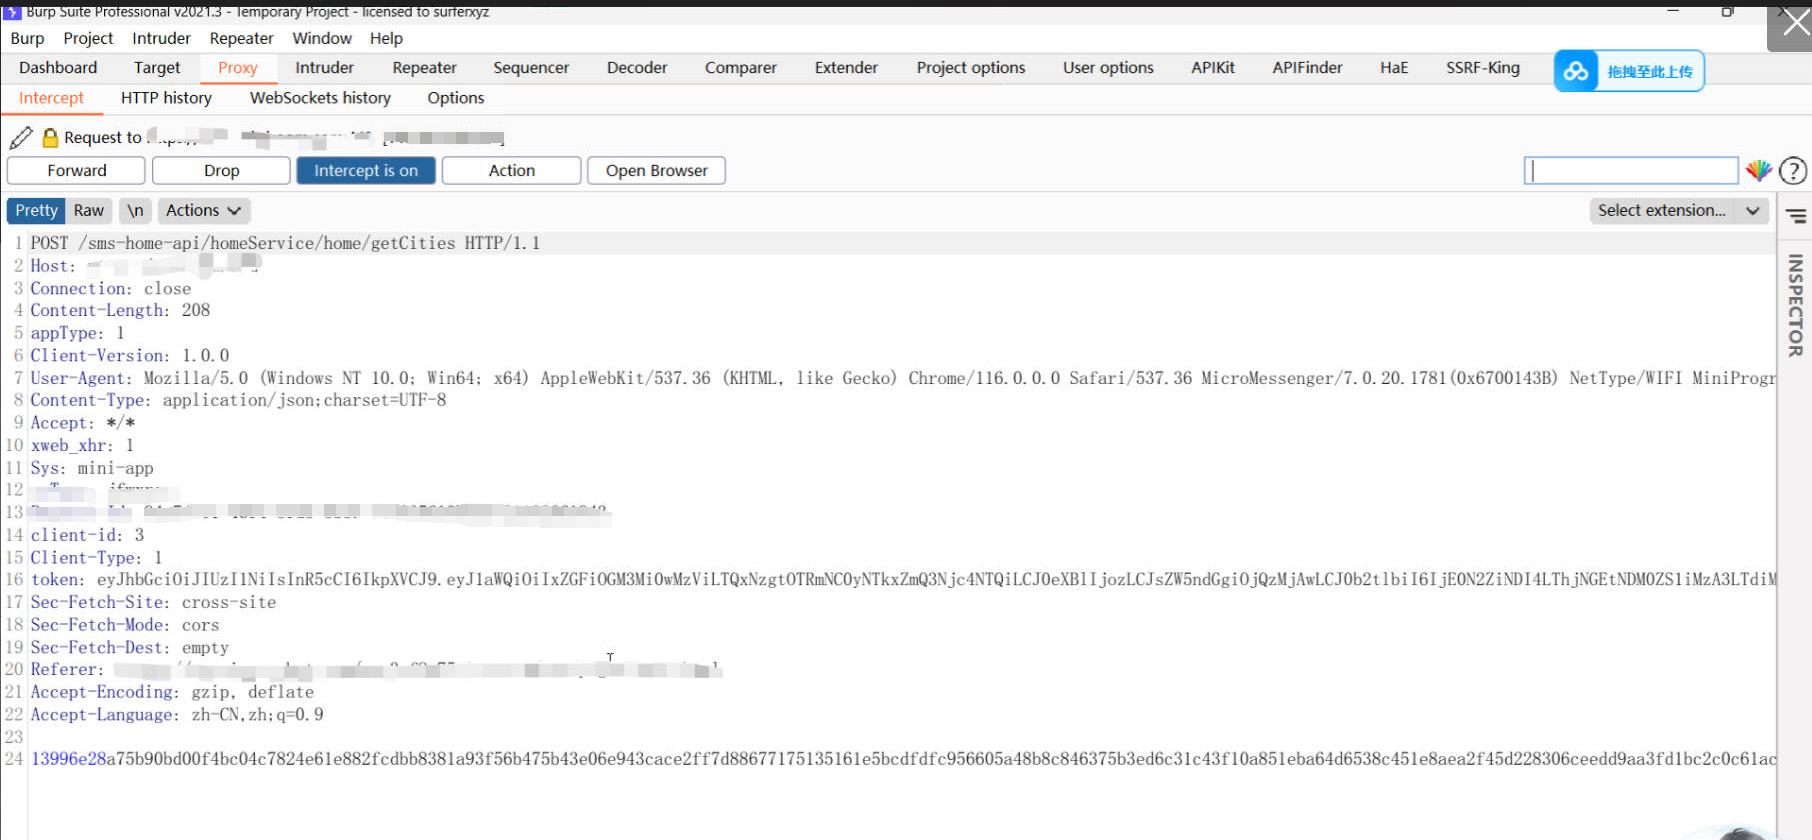 Burp Suite Professional v2021.3 - Temporary Project - licensed to surferxyz
Burp Project Intruder Repeater Window Help
Dashboard Target Proxy Intruder Repeater Sequencer Decoder Comparer Extender Project options User options APIKit APIFinder HaE SSRF-King
拖拽至此上传
Intercept HTTP history WebSockets history Options
Request to
Forward Drop Intercept is on Action Open Browser
?
Pretty Raw \n Actions
Select extension...
INSPECTOR
1 POST /sms-home-api/homeService/home/getCities HTTP/1.1
2 Host:
3 Connection: close
4 Content-Length: 208
5 appType: 1
6 Client-Version: 1.0.0
7 User-Agent: Mozilla/5.0 (Windows NT 10.0; Win64; x64) AppleWebKit/537.36 (KHTML, like Gecko) Chrome/116.0.0.0 Safari/537.36 MicroMessenger/7.0.20.1781(0x6700143B) NetType/WIFI MiniProgr
8 Content-Type: application/json;charset=UTF-8
9 Accept: */*
10 xweb_xhr: 1
11 Sys: mini-app
12
13
14 client-id: 3
15 Client-Type: 1
16 token: eyJhbGciOiJIUzI1NiIsInR5cCI6IkpXVCJ9.eyJ1aWQiOiIxZGFiOGM3Mi0wMzViLTQxNzgtOTRmNC0yNTkxZmQ3Njc4NTQiLCJ0eXBlIjozLCJsZW5ndGgiOjQzMjAwLCJ0b2tlbiI6IjE0N2ZiNDI4LThjNGEtNDM0ZS1iMzA3LTdiM
17 Sec-Fetch-Site: cross-site
18 Sec-Fetch-Mode: cors
19 Sec-Fetch-Dest: empty
20 Referer:
21 Accept-Encoding: gzip, deflate
22 Accept-Language: zh-CN,zh;q=0.9
23
24 13996e28a75b90bd00f4bc04c7824e61e882fcdbb8381a93f56b475b43e06e943cace2ff7d88677175135161e5bcdfdfc956605a48b8c846375b3ed6c31c43f10a851eba64d6538c451e8aea2f45d228306ceedd9aa3fd1bc2c0c61ac